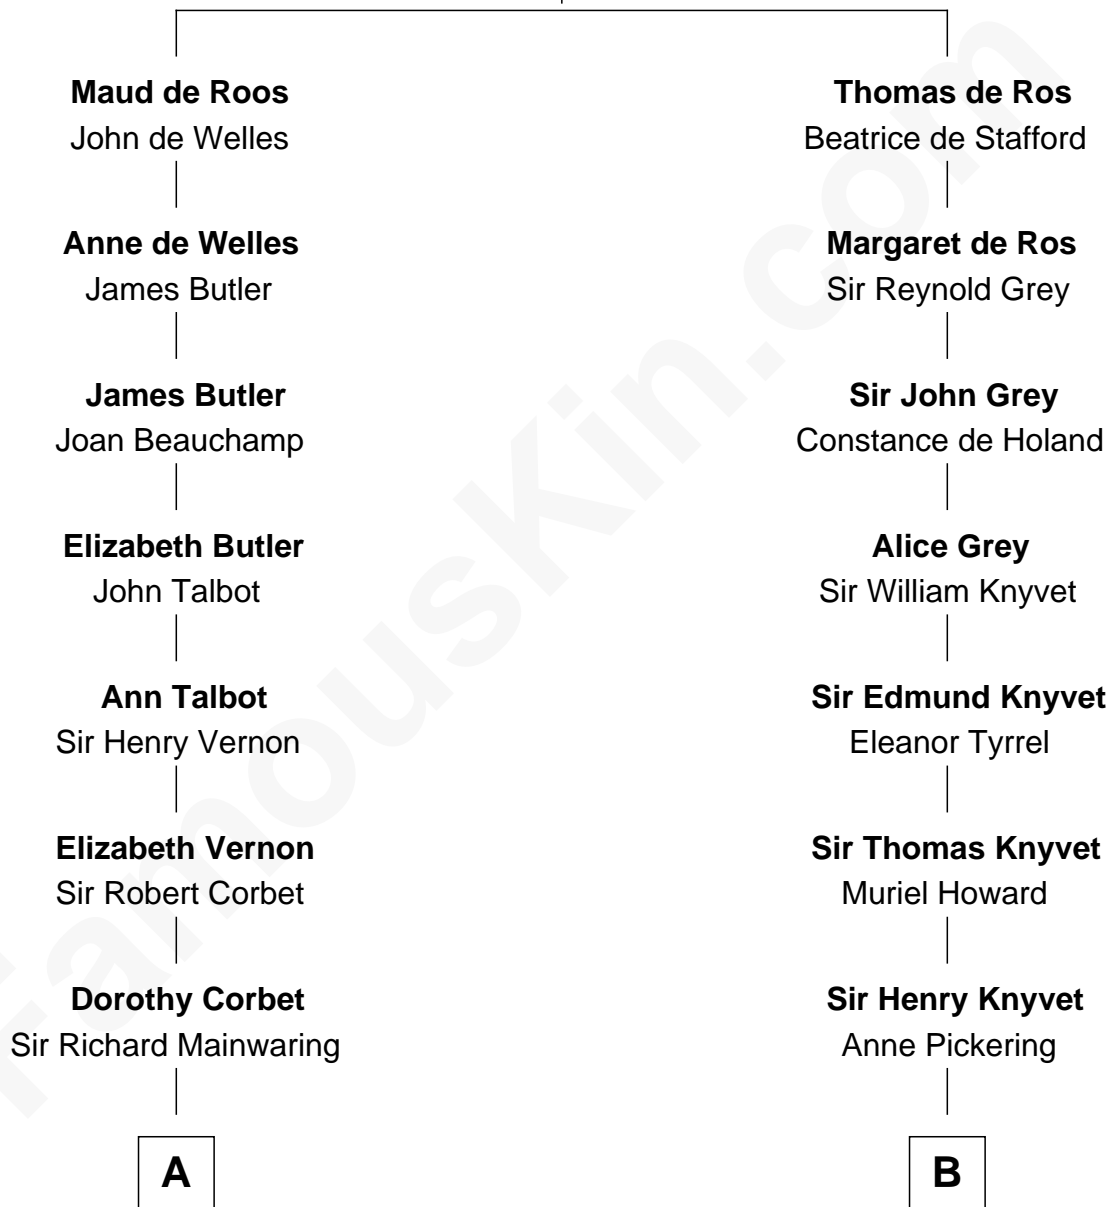 Maud de Roos
John de Welles
Anne de Welles
James Butler
James Butler
Joan Beauchamp
Elizabeth Butler
John Talbot
Ann Talbot
Sir Henry Vernon
Elizabeth Vernon
Sir Robert Corbet
Dorothy Corbet
Sir Richard Mainwaring
A
Thomas de Ros
Beatrice de Stafford
Margaret de Ros
Sir Reynold Grey
Sir John Grey
Constance de Holand
Alice Grey
Sir William Knyvet
Sir Edmund Knyvet
Eleanor Tyrrel
Sir Thomas Knyvet
Muriel Howard
Sir Henry Knyvet
Anne Pickering
B
FamousKin.com